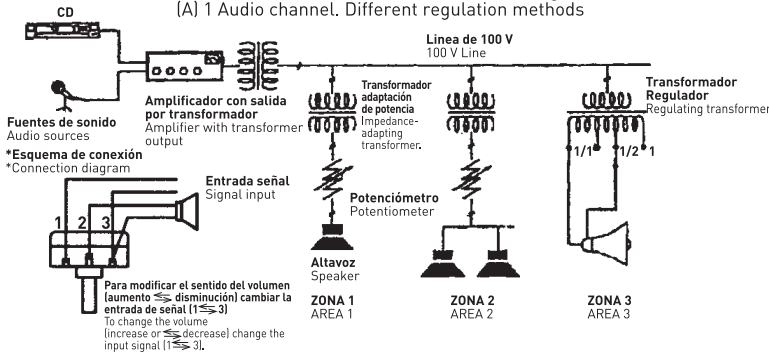 (A) 1 Audio channel. Different regulation methods
CD
Linea de 100 V
100 V Line
Fuentes de sonido
Audio sources
Amplificador con salida
por transformador
Amplifier with transformer
output
Transformador
adaptación
de potencia
Impedance-
adapting
transformer.
Transformador
Regulador
Regulating transformer
1/1
1/2
1
*Esquema de conexión
*Connection diagram
Entrada señal
Signal input
1 2 3
Potenciómetro
Potentiometer
Altavoz
Speaker
ZONA 1
AREA 1
ZONA 2
AREA 2
ZONA 3
AREA 3
Para modificar el sentido del volumen
(aumento ⇆ disminución) cambiar la
entrada de señal (1⇆3)
To change the volume
(increase or ⇆ decrease) change the
input signal (1⇆ 3).